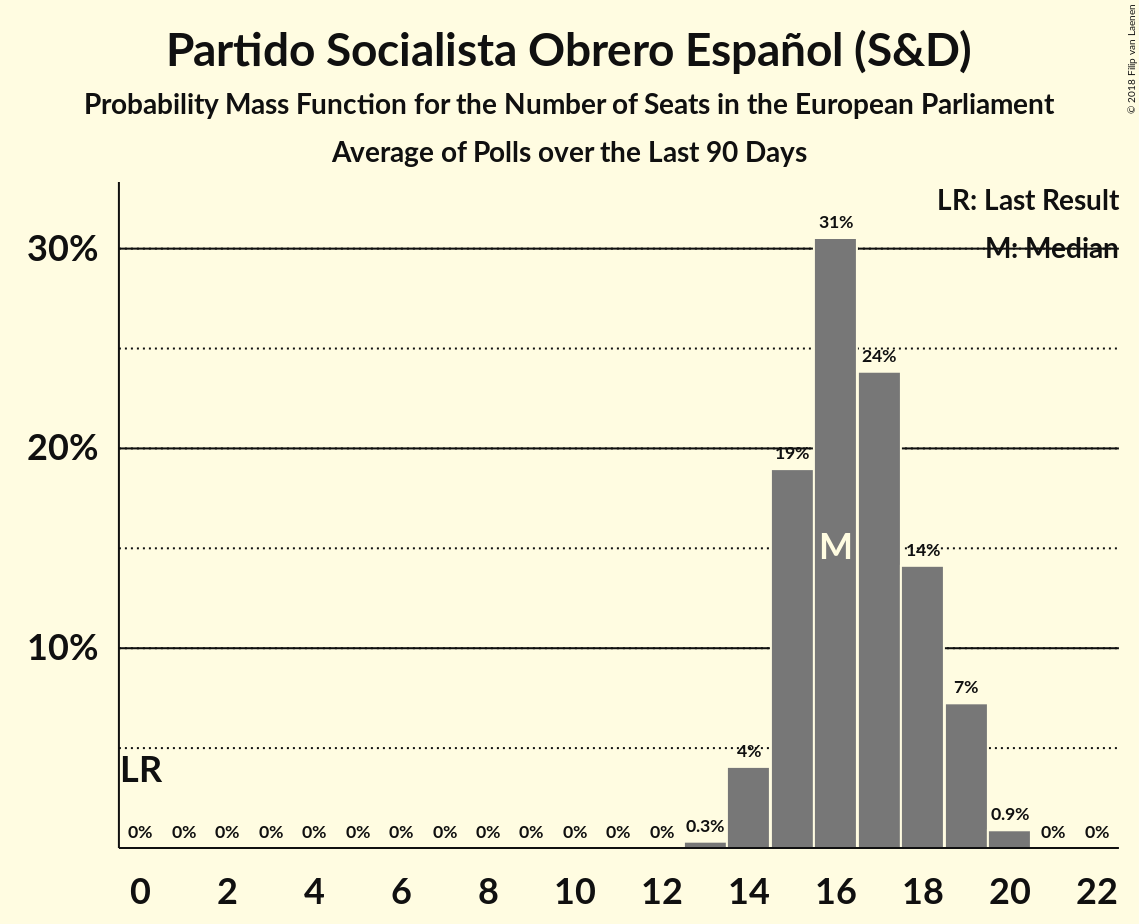 Partido Socialista Obrero Español (S&D)
Probability Mass Function for the Number of Seats in the European Parliament
Average of Polls over the Last 90 Days
© 2018 Filip van Laenen
LR: Last Result
M: Median
30%
20%
10%
31%
24%
19%
M
14%
7%
4%
LR
0% 0% 0% 0% 0% 0% 0% 0% 0% 0% 0% 0% 0% 0.3% 0.9% 0% 0%
0 2 4 6 8 10 12 14 16 18 20 22